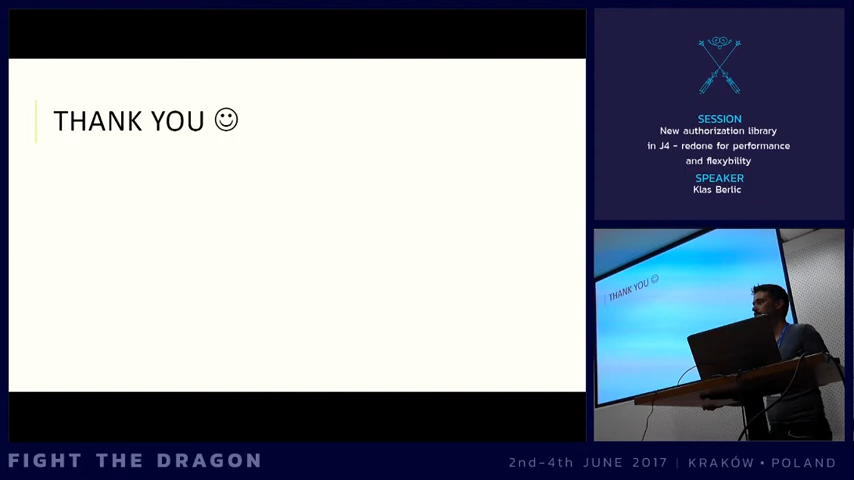 THANK YOU ☺
SESSION
New authorization library
in J4 - redone for performance
and flexybility
SPEAKER
Klas Berlic
THANK YOU ☺
FIGHT THE DRAGON
2nd-4th JUNE 2017 | KRAKÓW • POLAND